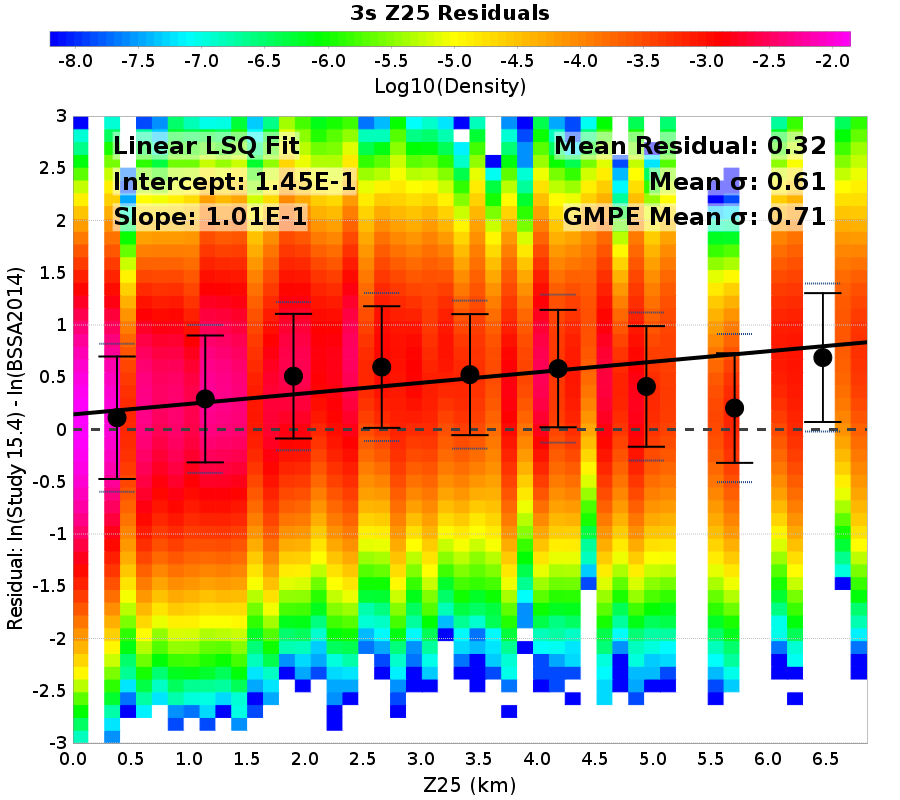 3s Z25 Residuals
-8.0 -7.5 -7.0 -6.5 -6.0 -5.5 -5.0 -4.5 -4.0 -3.5 -3.0 -2.5 -2.0
Log10(Density)
Linear LSQ Fit
Intercept: 1.45E-1
Slope: 1.01E-1
Mean Residual: 0.32
Mean σ: 0.61
GMPE Mean σ: 0.71
Residual: ln(Study 15.4) - ln(BSSA2014)
3
2.5
2
1.5
1
0.5
0
-0.5
-1
-1.5
-2
-2.5
-3
0.0 0.5 1.0 1.5 2.0 2.5 3.0 3.5 4.0 4.5 5.0 5.5 6.0 6.5
Z25 (km)